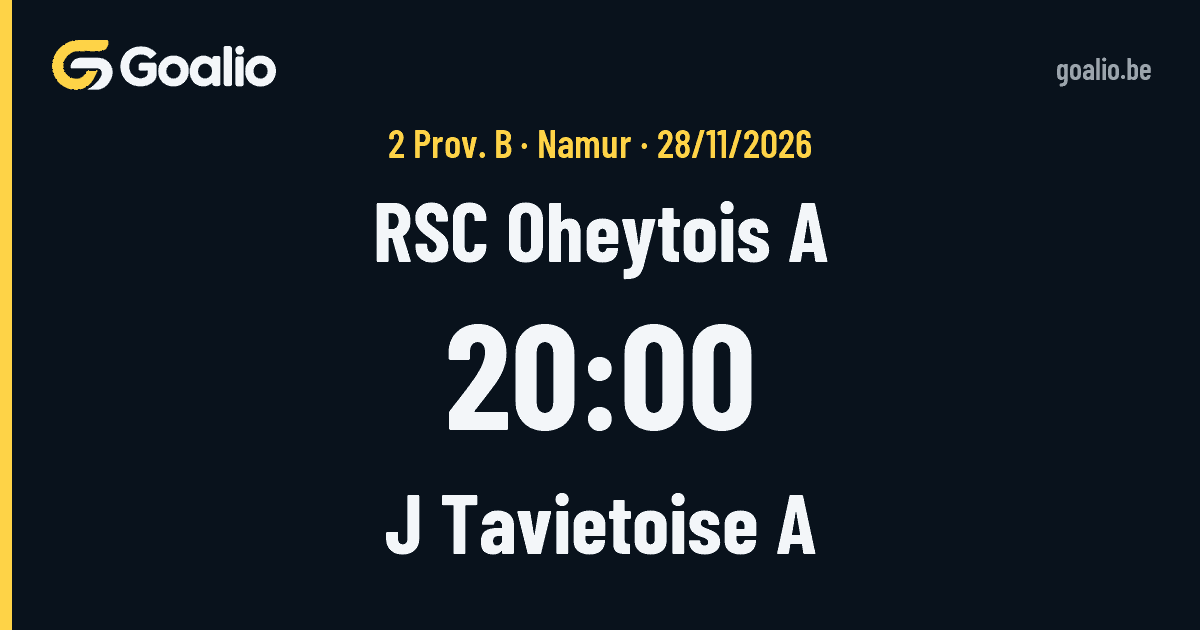 Goalio
goalio.be
2 Prov. B · Namur · 28/11/2026
RSC Oheytois A
20:00
J Tavietoise A